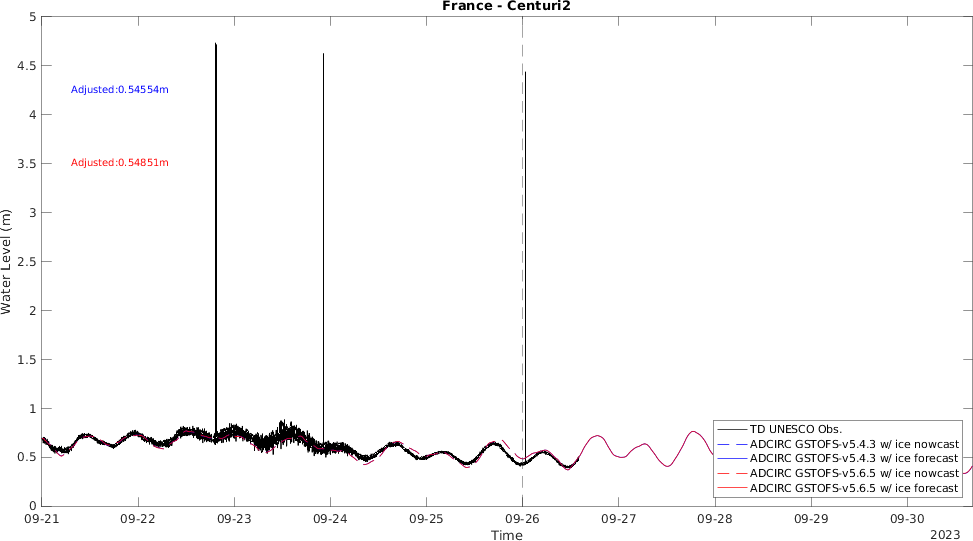 France - Centuri2
5
4.5
4
3.5
3
2.5
2
1.5
1
0.5
0
Water Level (m)
Adjusted:0.54554m
Adjusted:0.54851m
TD UNESCO Obs.
ADCIRC GSTOFS-v5.4.3 w/ ice nowcast
ADCIRC GSTOFS-v5.4.3 w/ ice forecast
ADCIRC GSTOFS-v5.6.5 w/ ice nowcast
ADCIRC GSTOFS-v5.6.5 w/ ice forecast
09-21 09-22 09-23 09-24 09-25 09-26 09-27 09-28 09-29 09-30
Time
2023